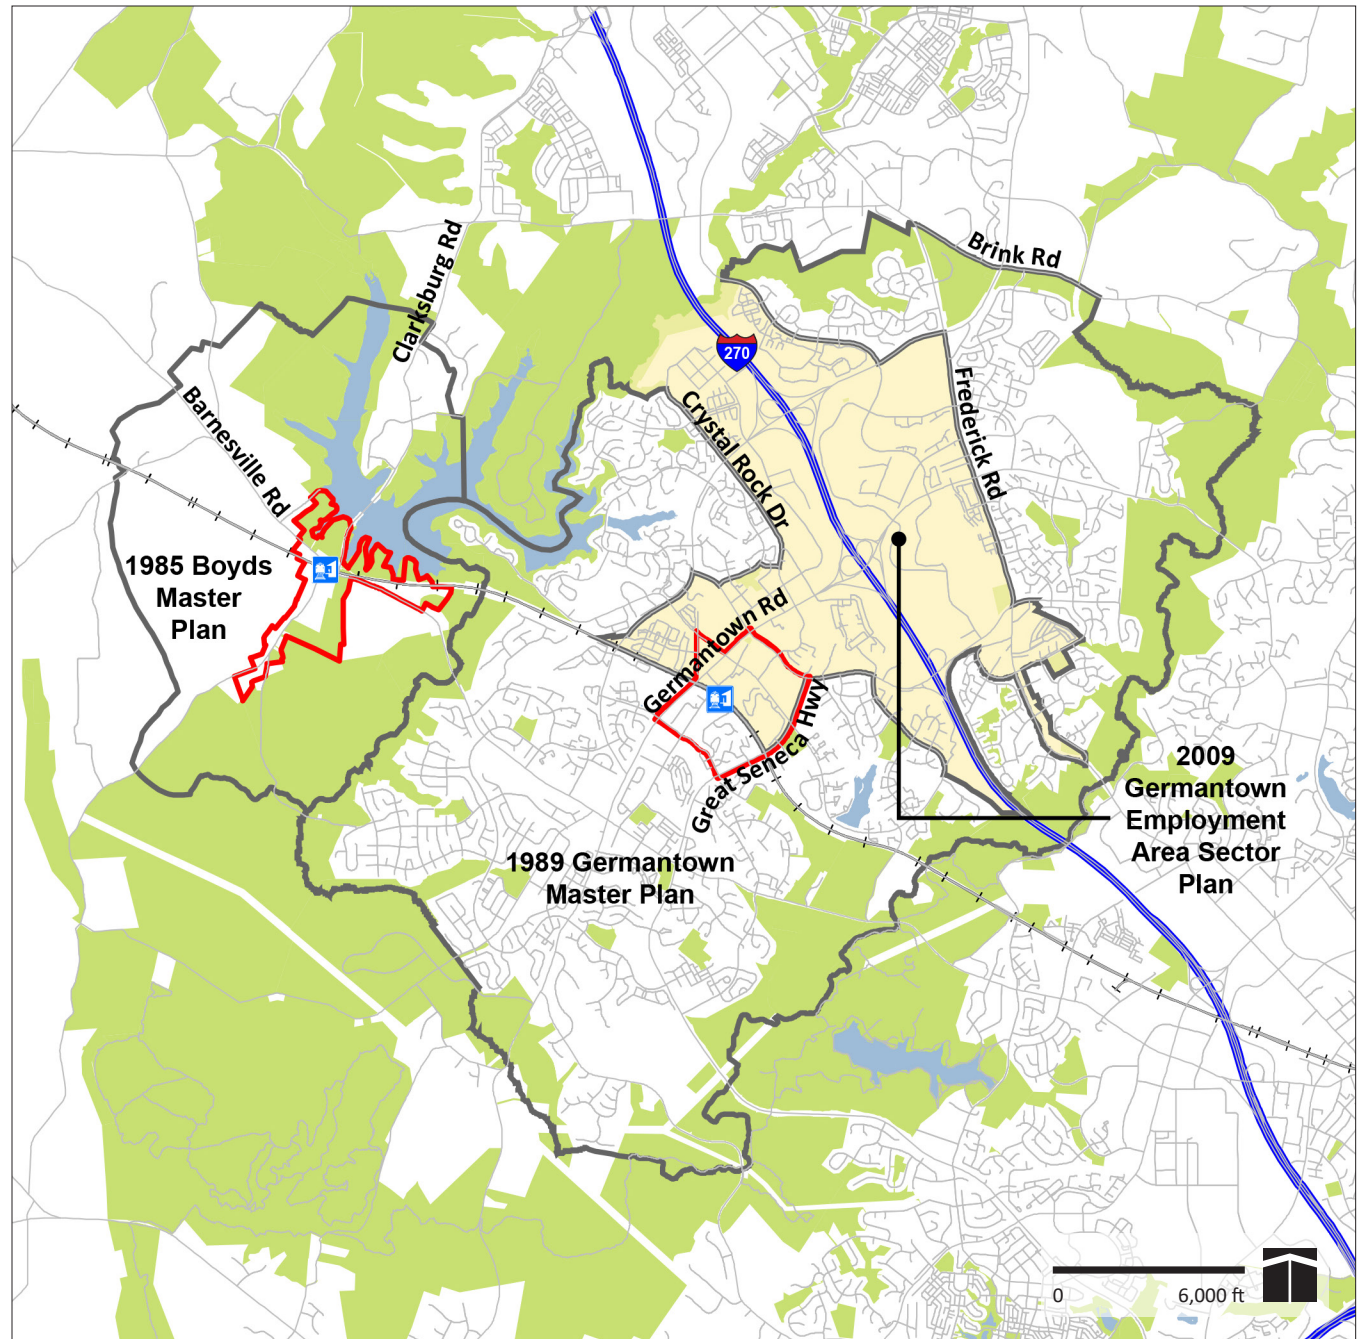 Brink Rd
Clarksburg Rd
270
Barnesville Rd
Crystal Rock Dr
Frederick Rd
1985 Boyds
Master
Plan
Germantown Rd
Great Seneca Hwy
2009
Germantown
Employment
Area Sector
Plan
1989 Germantown
Master Plan
0 6,000 ft